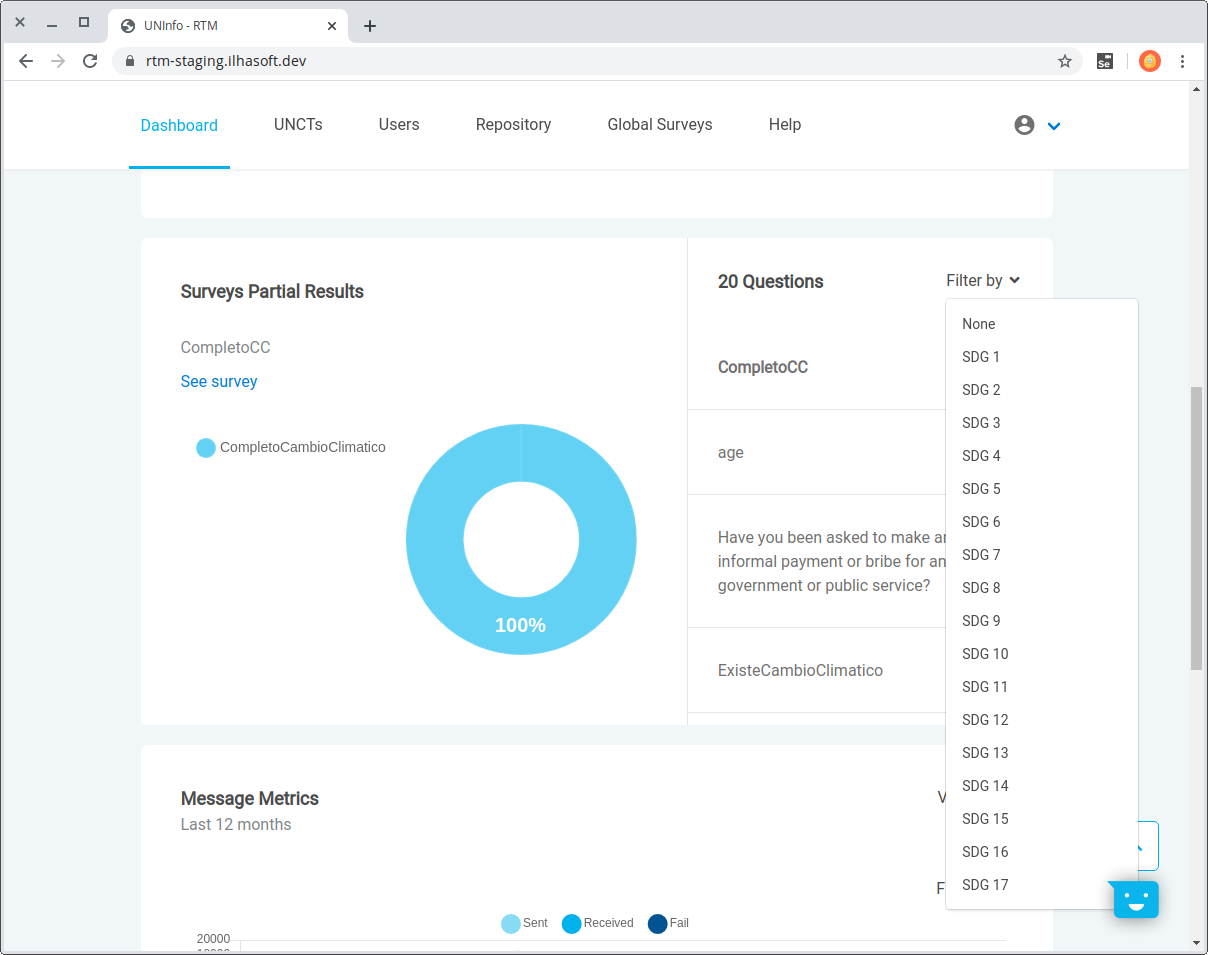 UNInfo - RTM
rtm-staging.ilhasoft.dev
Se
Dashboard
UNCTs
Users
Repository
Global Surveys
Help
Surveys Partial Results
CompletoCC
See survey
CompletoCambioClimatico
100%
20 Questions
Filter by
CompletoCC
age
Have you been asked to make an
informal payment or bribe for an
government or public service?
ExisteCambioClimatico
None
SDG 1
SDG 2
SDG 3
SDG 4
SDG 5
SDG 6
SDG 7
SDG 8
SDG 9
SDG 10
SDG 11
SDG 12
SDG 13
SDG 14
SDG 15
SDG 16
SDG 17
Message Metrics
Last 12 months
Sent
Received
Fail
20000